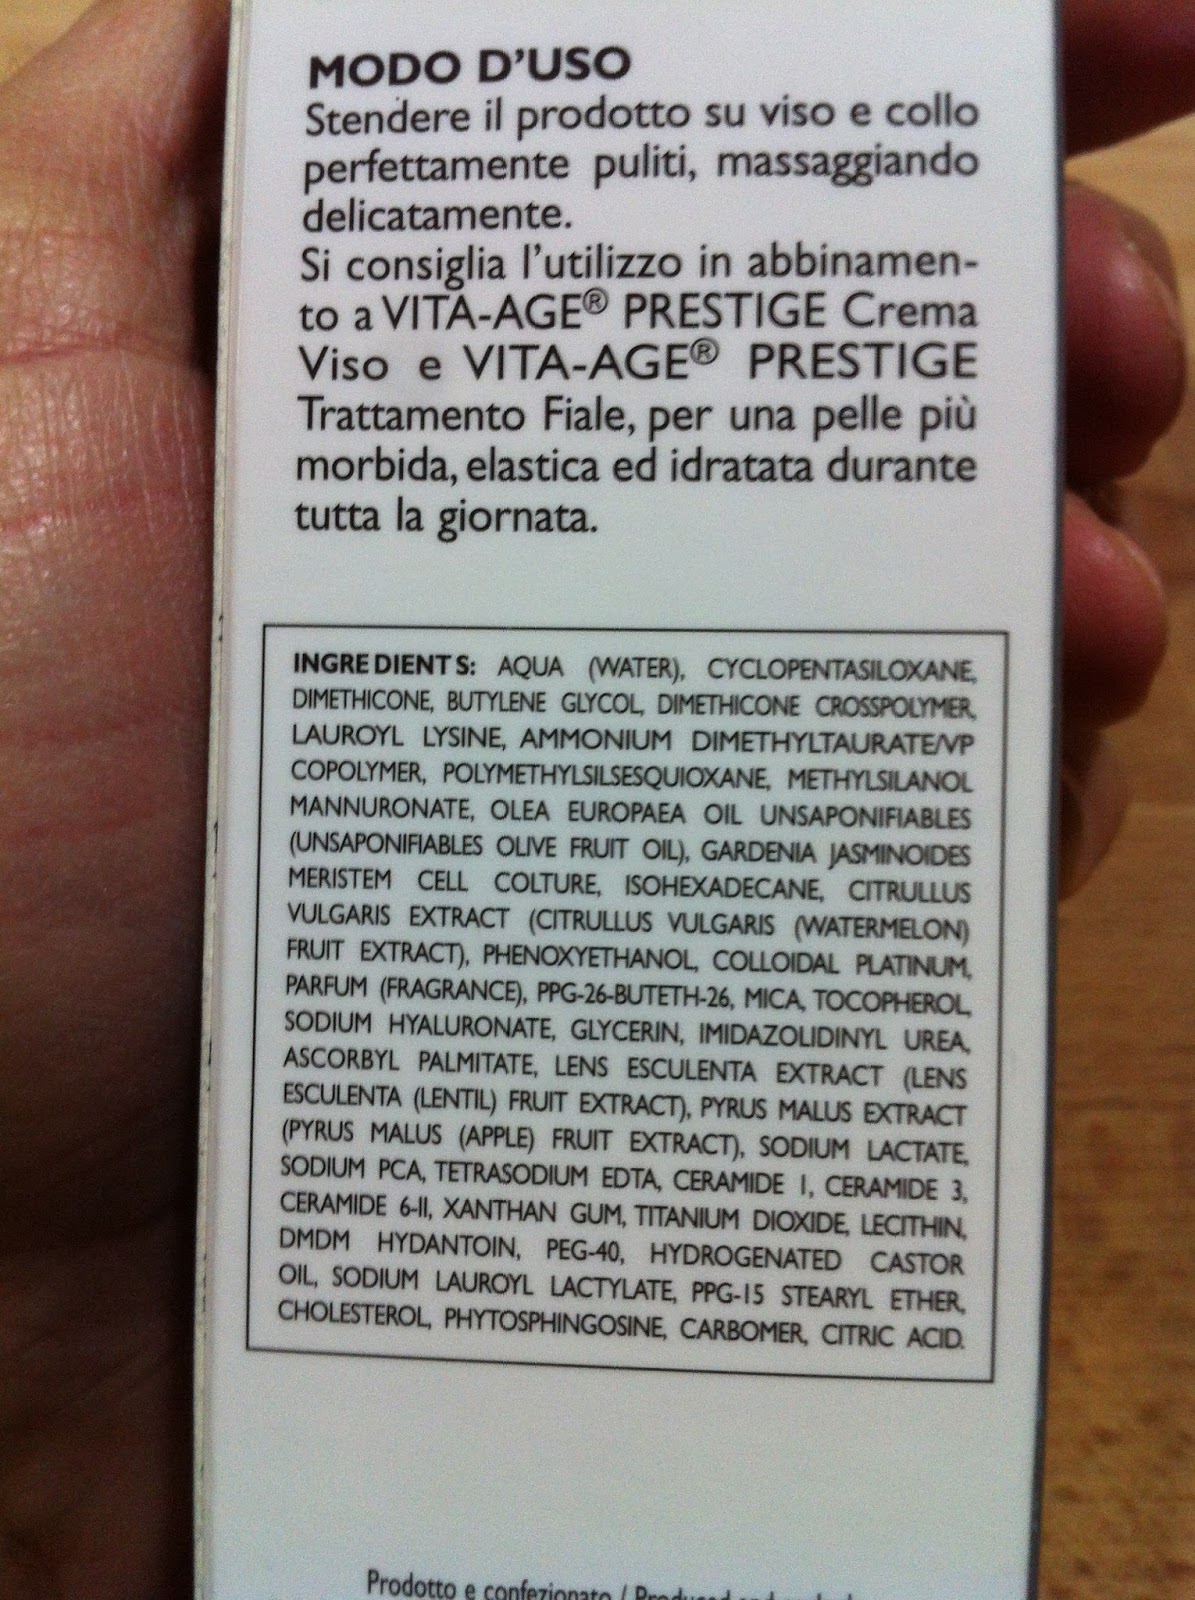 MODO D'USO
Stendere il prodotto su viso e collo
perfettamente puliti, massaggiando
delicatamente.
Si consiglia l'utilizzo in abbinamen-
to a VITA-AGE® PRESTIGE Crema
Viso e VITA-AGE® PRESTIGE
Trattamento Fiale, per una pelle più
morbida, elastica ed idratata durante
tutta la giornata.
INGREDIENTS: AQUA (WATER), CYCLOPENTASILOXANE,
DIMETHICONE, BUTYLENE GLYCOL, DIMETHICONE CROSSPOLYMER,
LAUROYL LYSINE, AMMONIUM DIMETHYLTAURATE/VP
COPOLYMER, POLYMETHYLSILSESQUIOXANE, METHYLSILANOL
MANNURONATE, OLEA EUROPAEA OIL UNSAPONIFIABLES
(UNSAPONIFIABLES OLIVE FRUIT OIL), GARDENIA JASMINOIDES
MERISTEM CELL COLTURE, ISOHEXADECANE, CITRULLUS
VULGARIS EXTRACT (CITRULLUS VULGARIS (WATERMELON)
FRUIT EXTRACT), PHENOXYETHANOL, COLLOIDAL PLATINUM,
PARFUM (FRAGRANCE), PPG-26-BUTETH-26, MICA, TOCOPHEROL,
SODIUM HYALURONATE, GLYCERIN, IMIDAZOLIDINYL UREA,
ASCORBYL PALMITATE, LENS ESCULENTA EXTRACT (LENS
ESCULENTA (LENTIL) FRUIT EXTRACT), PYRUS MALUS EXTRACT
(PYRUS MALUS (APPLE) FRUIT EXTRACT), SODIUM LACTATE,
SODIUM PCA, TETRASODIUM EDTA, CERAMIDE 1, CERAMIDE 3,
CERAMIDE 6-II, XANTHAN GUM, TITANIUM DIOXIDE, LECITHIN,
DMDM HYDANTOIN, PEG-40, HYDROGENATED CASTOR
OIL, SODIUM LAUROYL LACTYLATE, PPG-15 STEARYL ETHER,
CHOLESTEROL, PHYTOSPHINGOSINE, CARBOMER, CITRIC ACID.
Prodotto e confezionato / Produced